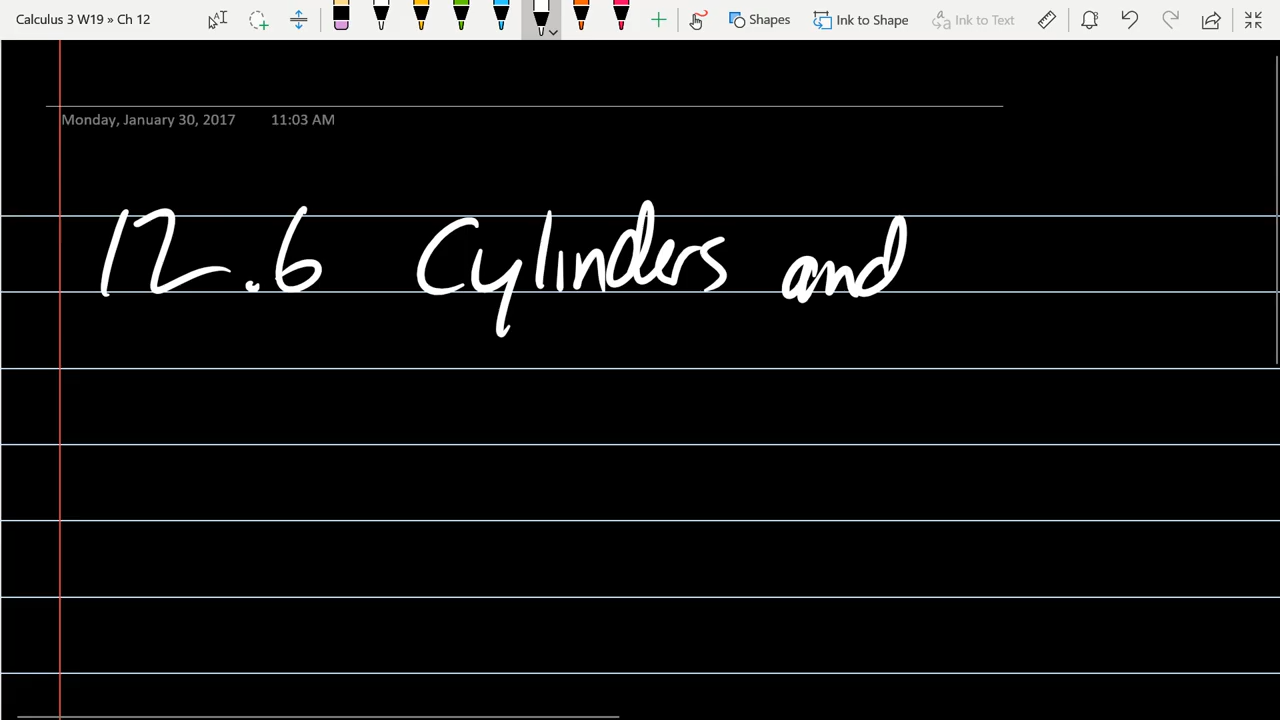 Calculus 3 W19 » Ch 12 Shapes Ink to Shape Ink to Text
Monday, January 30, 2017 11:03 AM
12.6 Cylinders and